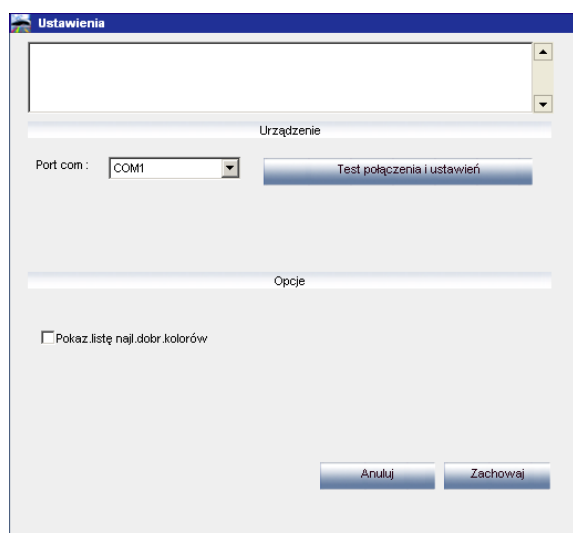 Ustawienia
Urządzenie
Port com :
COM1
Test połączenia i ustawień
Opcje
Pokaz.listę najl.dobr.kolorów
Anuluj
Zachowaj